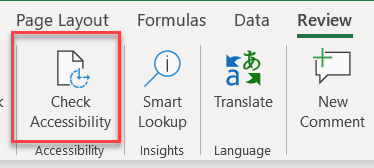 Page Layout Formulas Data Review
Check Accessibility
Smart Lookup
Translate
New Comment
Accessibility Insights Language